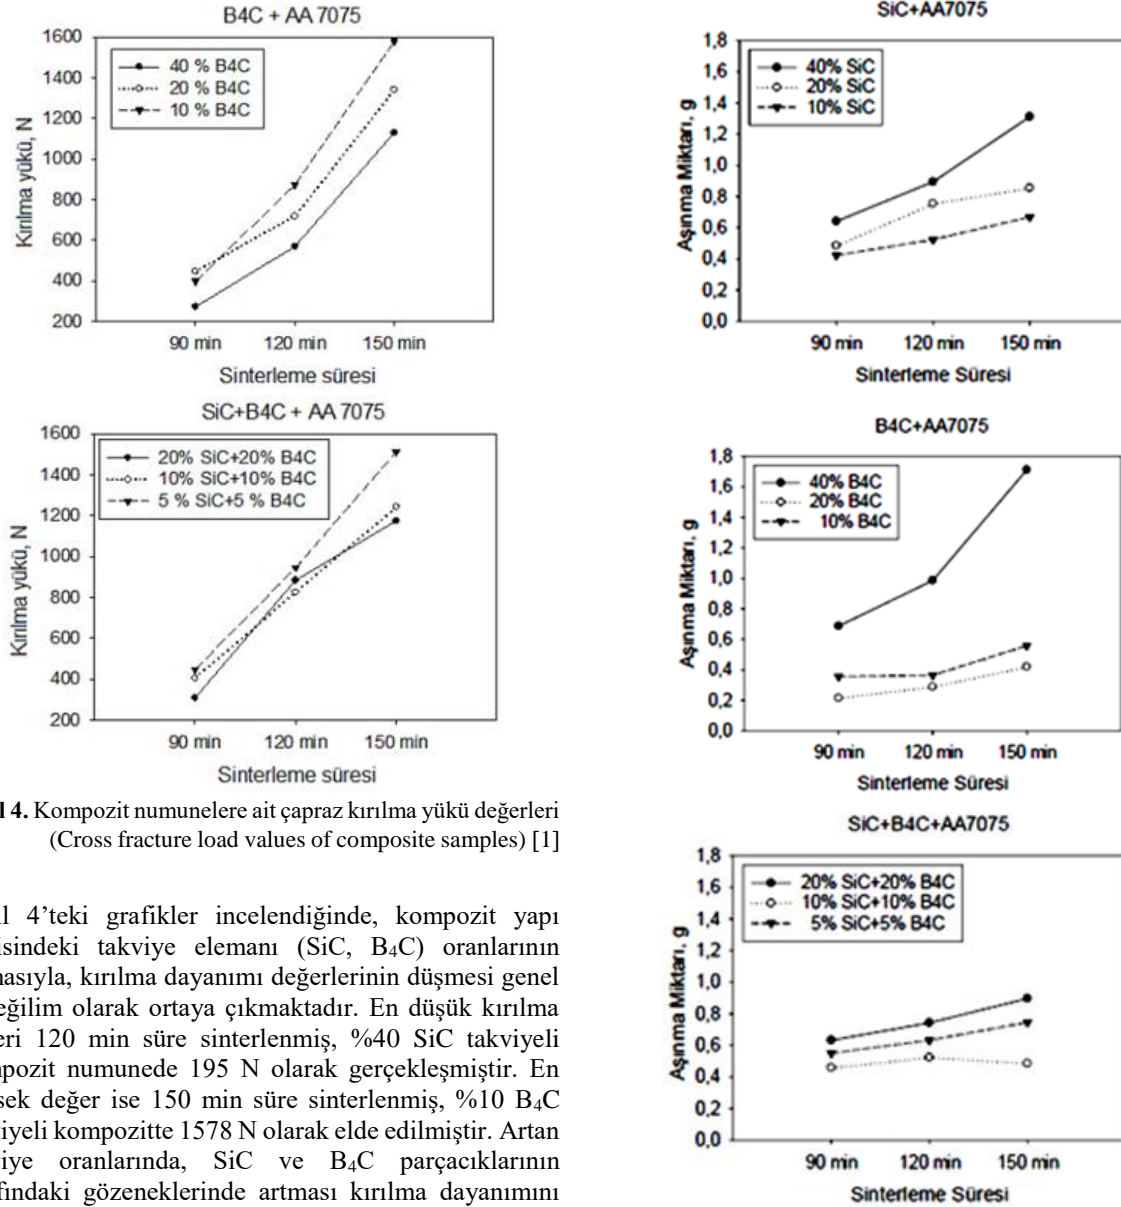 B4C + AA 7075
1600
1400
1200
1000
800
600
400
200
Kırılma yükü, N
40 % B4C
20 % B4C
10 % B4C
90 min 120 min 150 min
Sinterleme süresi
SiC+B4C + AA 7075
1600
1400
1200
1000
800
600
400
200
Kırılma yükü, N
20% SiC+20% B4C
10% SiC+10% B4C
5 % SiC+5 % B4C
90 min 120 min 150 min
Sinterleme süresi
l 4. Kompozit numunelere ait çapraz kırılma yükü değerleri
(Cross fracture load values of composite samples) [1]
l 4’teki grafikler incelendiğinde, kompozit yapı
isindeki takviye elemanı (SiC, B₄C) oranlarının
masıyla, kırılma dayanımı değerlerinin düşmesi genel
eğilim olarak ortaya çıkmaktadır. En düşük kırılma
eri 120 min süre sinterlenmiş, %40 SiC takviyeli
mpozit numunede 195 N olarak gerçekleşmiştir. En
sek değer ise 150 min süre sinterlenmiş, %10 B₄C
viyeli kompozitte 1578 N olarak elde edilmiştir. Artan
viye oranlarında, SiC ve B₄C parçacıklarının
afındaki gözeneklerinde artması kırılma dayanımını
SiC+AA7075
1,8
1,6
1,4
1,2
1,0
0,8
0,6
0,4
0,2
0,0
Aşınma Miktarı, g
40% SiC
20% SiC
10% SiC
90 min 120 min 150 min
Sinterleme Süresi
B4C+AA7075
1,8
1,6
1,4
1,2
1,0
0,8
0,6
0,4
0,2
0,0
Aşınma Miktarı, g
40% B4C
20% B4C
10% B4C
90 min 120 min 150 min
Sinterleme Süresi
SiC+B4C+AA7075
1,8
1,6
1,4
1,2
1,0
0,8
0,6
0,4
0,2
0,0
Aşınma Miktarı, g
20% SiC+20% B4C
10% SiC+10% B4C
5% SiC+5% B4C
90 min 120 min 150 min
Sinterleme Süresi